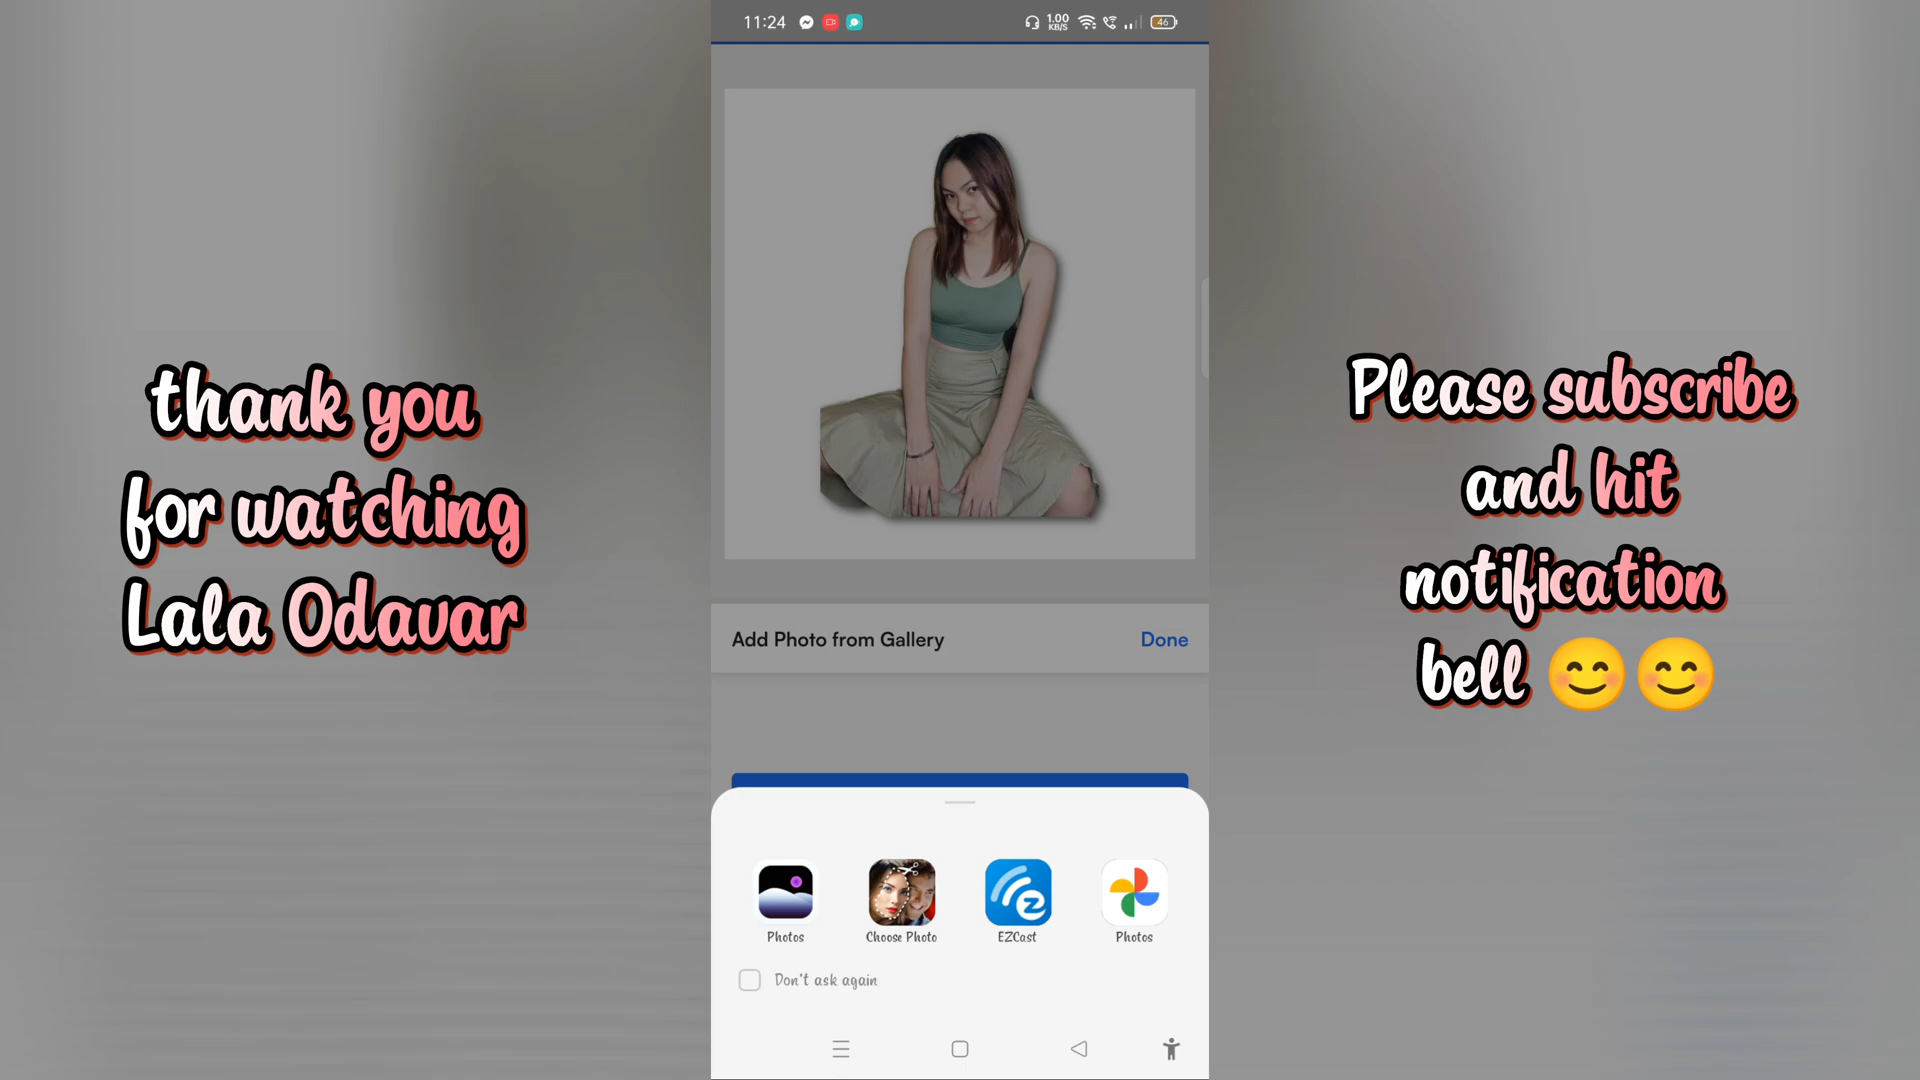 11:24
1.00
KB/S
46
thank you
for watching
Lala Odavar
Please subscribe
and hit
notification
bell 😊😊
Add Photo from Gallery
Done
Photos
Choose Photo
EZCast
Photos
Don't ask again